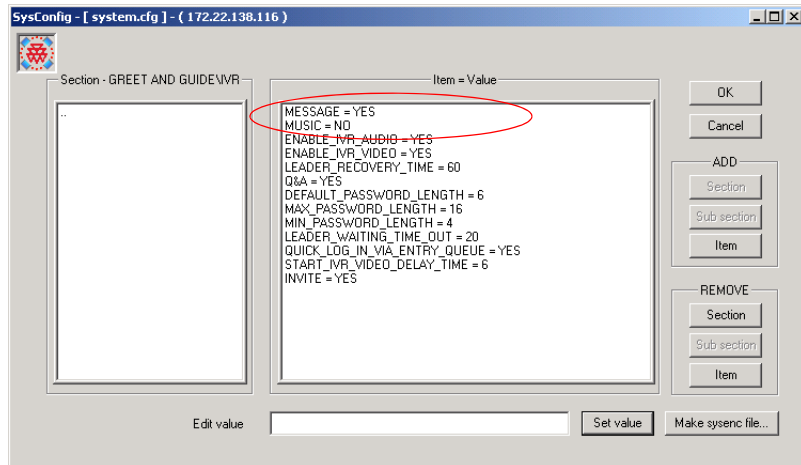 SysConfig - [ system.cfg ] - ( 172.22.138.116 )
Section - GREET AND GUIDE\IVR
..
Item = Value
MESSAGE = YES
MUSIC = NO
ENABLE_IVR_AUDIO = YES
ENABLE_IVR_VIDEO = YES
LEADER_RECOVERY_TIME = 60
Q&A = YES
DEFAULT_PASSWORD_LENGTH = 6
MAX_PASSWORD_LENGTH = 16
MIN_PASSWORD_LENGTH = 4
LEADER_WAITING_TIME_OUT = 20
QUICK_LOG_IN_VIA_ENTRY_QUEUE = YES
START_IVR_VIDEO_DELAY_TIME = 6
INVITE = YES
OK
Cancel
ADD
Section
Sub section
Item
REMOVE
Section
Sub section
Item
Edit value
Set value
Make sysenc file...